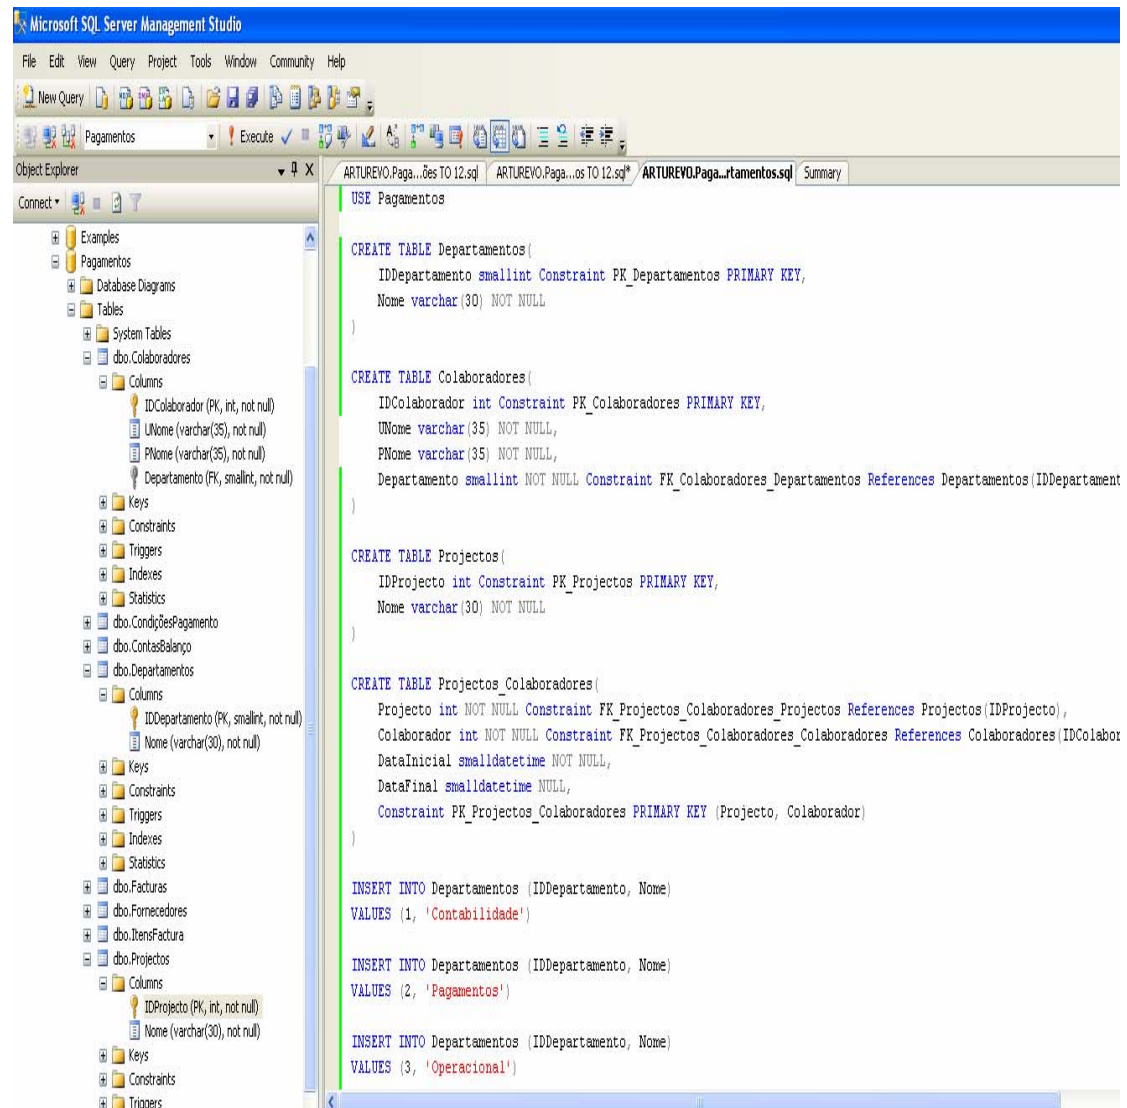 Microsoft SQL Server Management Studio
File Edit View Query Project Tools Window Community Help
New Query
Pagamentos Execute
Object Explorer
Connect
Examples
Pagamentos
Database Diagrams
Tables
System Tables
dbo.Colaboradores
Columns
IDColaborador (PK, int, not null)
UNome (varchar(35), not null)
PNome (varchar(35), not null)
Departamento (FK, smallint, not null)
Keys
Constraints
Triggers
Indexes
Statistics
dbo.CondiçõesPagamento
dbo.ContasBalanço
dbo.Departamentos
Columns
IDDepartamento (PK, smallint, not null)
Nome (varchar(30), not null)
Keys
Constraints
Triggers
Indexes
Statistics
dbo.Facturas
dbo.Fornecedores
dbo.ItensFactura
dbo.Projectos
Columns
IDProjecto (PK, int, not null)
Nome (varchar(30), not null)
Keys
Constraints
Triggers
ARTUREVO.Paga...ões TO 12.sql ARTUREVO.Paga...os TO 12.sql* ARTUREVO.Paga...rtamentos.sql Summary
USE Pagamentos
CREATE TABLE Departamentos(
IDDepartamento smallint Constraint PK_Departamentos PRIMARY KEY,
Nome varchar(30) NOT NULL
)
CREATE TABLE Colaboradores(
IDColaborador int Constraint PK_Colaboradores PRIMARY KEY,
UNome varchar(35) NOT NULL,
PNome varchar(35) NOT NULL,
Departamento smallint NOT NULL Constraint FK_Colaboradores_Departamentos References Departamentos(IDDepartament
)
CREATE TABLE Projectos(
IDProjecto int Constraint PK_Projectos PRIMARY KEY,
Nome varchar(30) NOT NULL
)
CREATE TABLE Projectos_Colaboradores(
Projecto int NOT NULL Constraint FK_Projectos_Colaboradores_Projectos References Projectos(IDProjecto),
Colaborador int NOT NULL Constraint FK_Projectos_Colaboradores_Colaboradores References Colaboradores(IDColabor
DataInicial smalldatetime NOT NULL,
DataFinal smalldatetime NULL,
Constraint PK_Projectos_Colaboradores PRIMARY KEY (Projecto, Colaborador)
)
INSERT INTO Departamentos (IDDepartamento, Nome)
VALUES (1, 'Contabilidade')
INSERT INTO Departamentos (IDDepartamento, Nome)
VALUES (2, 'Pagamentos')
INSERT INTO Departamentos (IDDepartamento, Nome)
VALUES (3, 'Operacional')